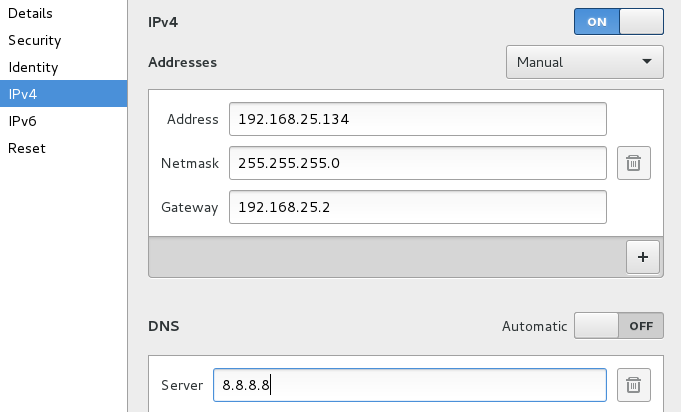 Details
Security
Identity
IPv4
IPv6
Reset
IPv4
ON
Addresses
Manual
Address 192.168.25.134
Netmask 255.255.255.0
Gateway 192.168.25.2
+
DNS
Automatic OFF
Server 8.8.8.8